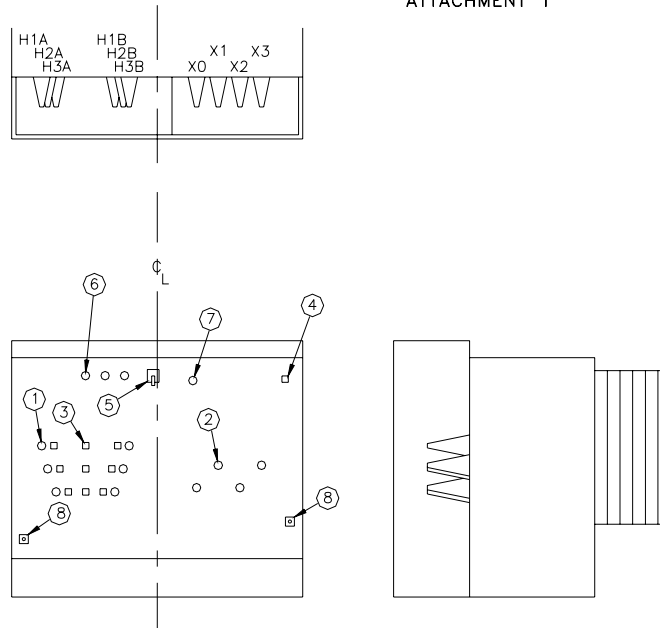 ATTACHMENT 1
H1A H1B
H2A H2B X1 X3
H3A H3B X0 X2
℄
6
7
4
5
1
3
2
8
8